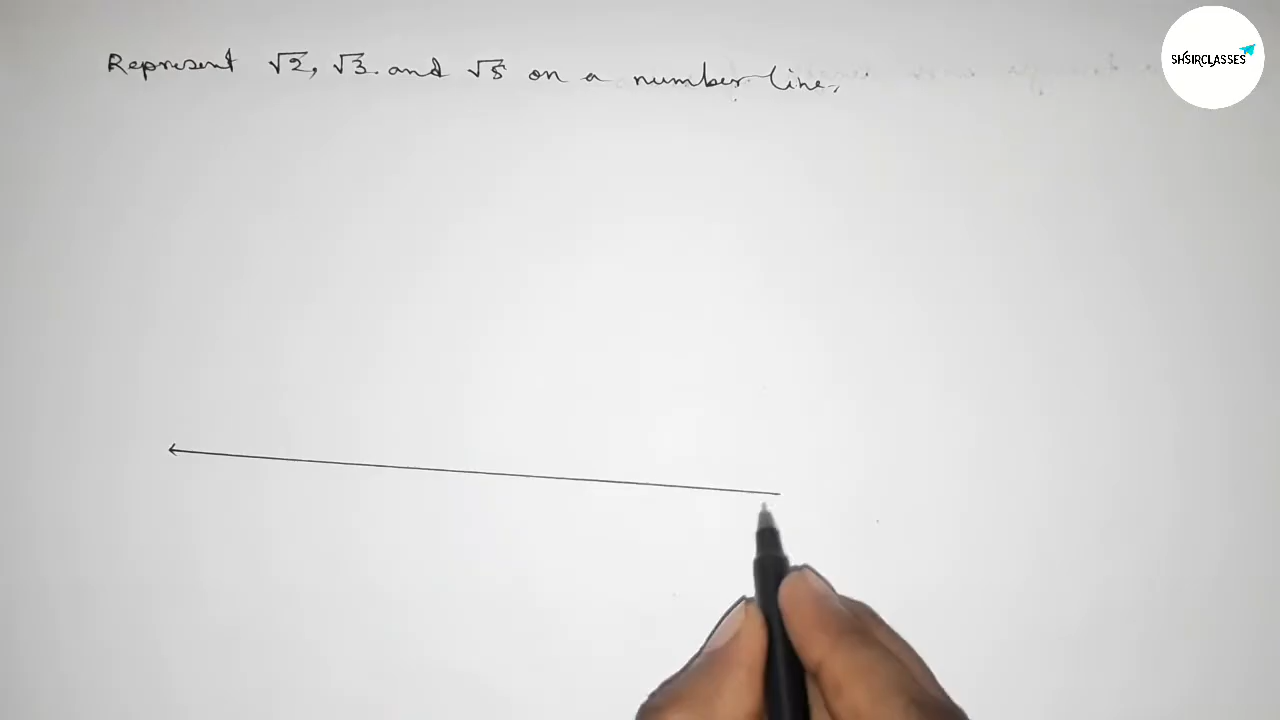 Represent √2, √3. and √5 on a number line,
SHSIRCLASSES